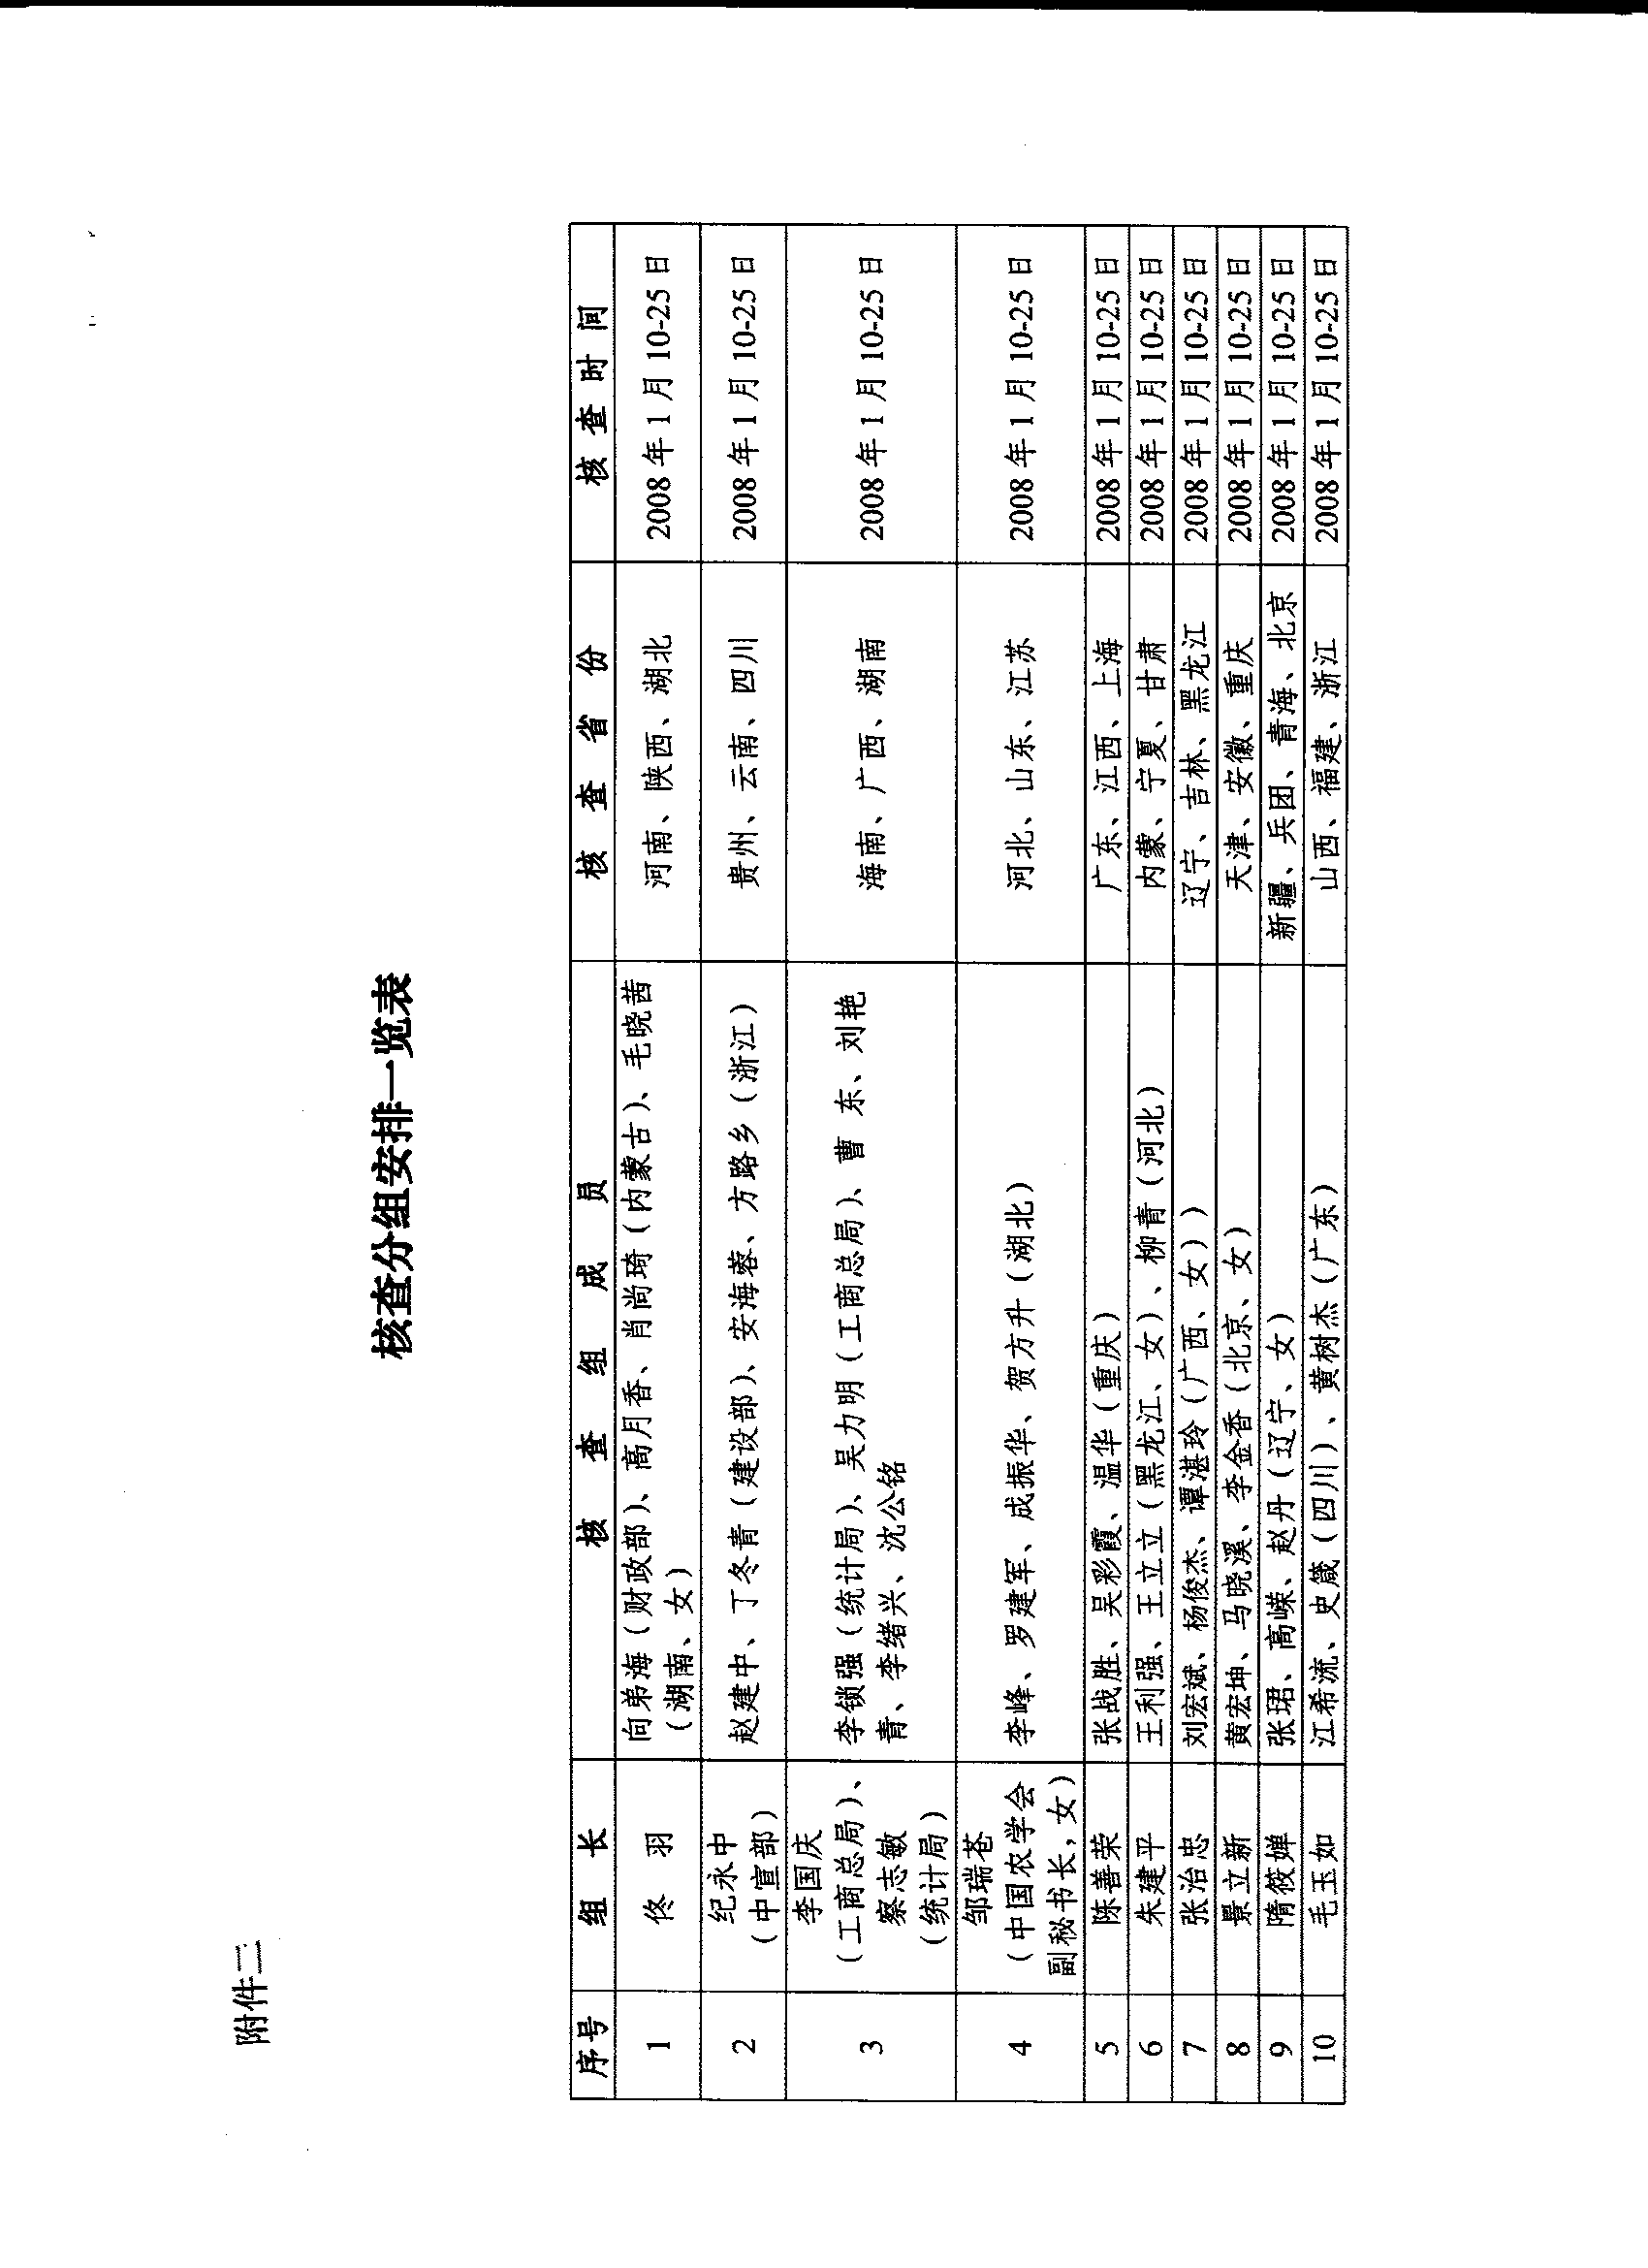 附件二
核查分组安排一览表
序号 组长 核查组成员 核查省份 核查时间
1 佟羽 向弟海（财政部）、高月香、肖尚琦（内蒙古）、毛晓茜
（湖南、女） 河南、陕西、湖北 2008年1月10-25日
2 纪永中
（中宣部） 赵建中、丁冬青（建设部）、安海蓉、方路乡（浙江） 贵州、云南、四川 2008年1月10-25日
3 李国庆
（工商总局）、
蔡志敏
（统计局） 李锁强（统计局）、吴力明（工商总局）、曹东、刘艳
青、李绪兴、沈公铭 海南、广西、湖南 2008年1月10-25日
4 邹瑞苍
（中国农学会
副秘书长，女） 李峰、罗建军、成振华、贺方升（湖北） 河北、山东、江苏 2008年1月10-25日
5 陈善荣 张战胜、吴彩霞、温华（重庆） 广东、江西、上海 2008年1月10-25日
6 朱建平 王利强、王立立（黑龙江、女）、柳青（河北） 内蒙、宁夏、甘肃 2008年1月10-25日
7 张治忠 刘宏斌、杨俊杰、谭湛玲（广西、女）） 辽宁、吉林、黑龙江 2008年1月10-25日
8 景立新 黄宏坤、马晓溪、李金香（北京、女） 天津、安徽、重庆 2008年1月10-25日
9 隋筱婵 张珺、高嵘、赵丹（辽宁、女） 新疆、兵团、青海、北京 2008年1月10-25日
10 毛玉如 江希流、史箴（四川）、黄树杰（广东） 山西、福建、浙江 2008年1月10-25日